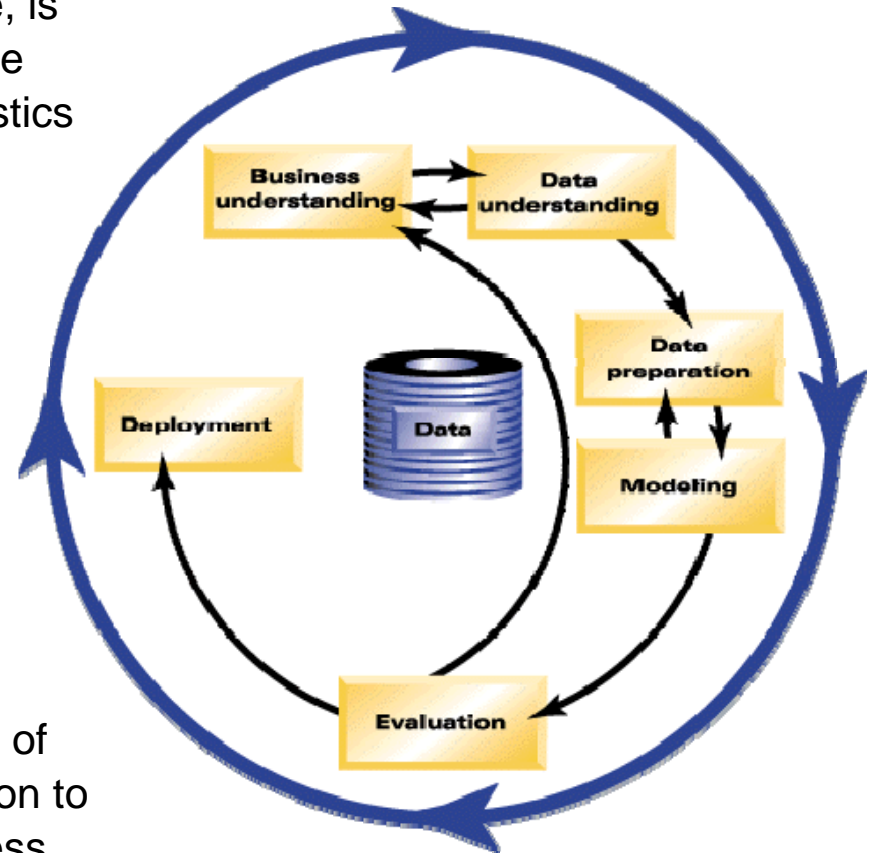 e, is
e
stics
Business
understanding
Data
understanding
Data
preparation
Deployment
Data
Modeling
Evaluation
of
on to